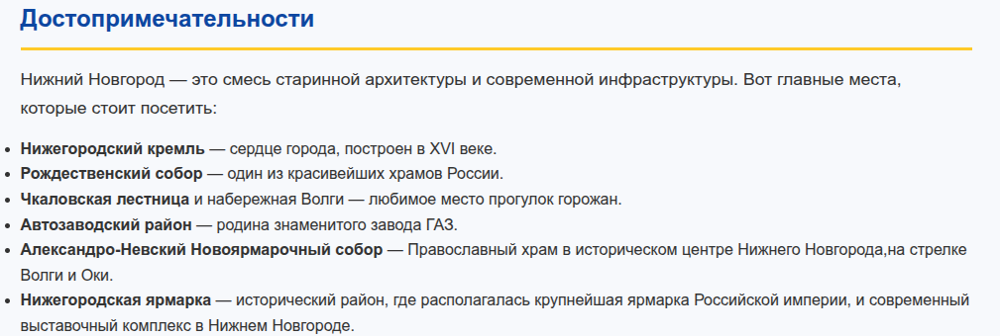 Достопримечательности
Нижний Новгород — это смесь старинной архитектуры и современной инфраструктуры. Вот главные места,
которые стоит посетить:
• Нижегородский кремль — сердце города, построен в XVI веке.
• Рождественский собор — один из красивейших храмов России.
• Чкаловская лестница и набережная Волги — любимое место прогулок горожан.
• Автозаводский район — родина знаменитого завода ГАЗ.
• Александро-Невский Новоярмарочный собор — Православный храм в историческом центре Нижнего Новгорода,на стрелке
Волги и Оки.
• Нижегородская ярмарка — исторический район, где располагалась крупнейшая ярмарка Российской империи, и современный
выставочный комплекс в Нижнем Новгороде.